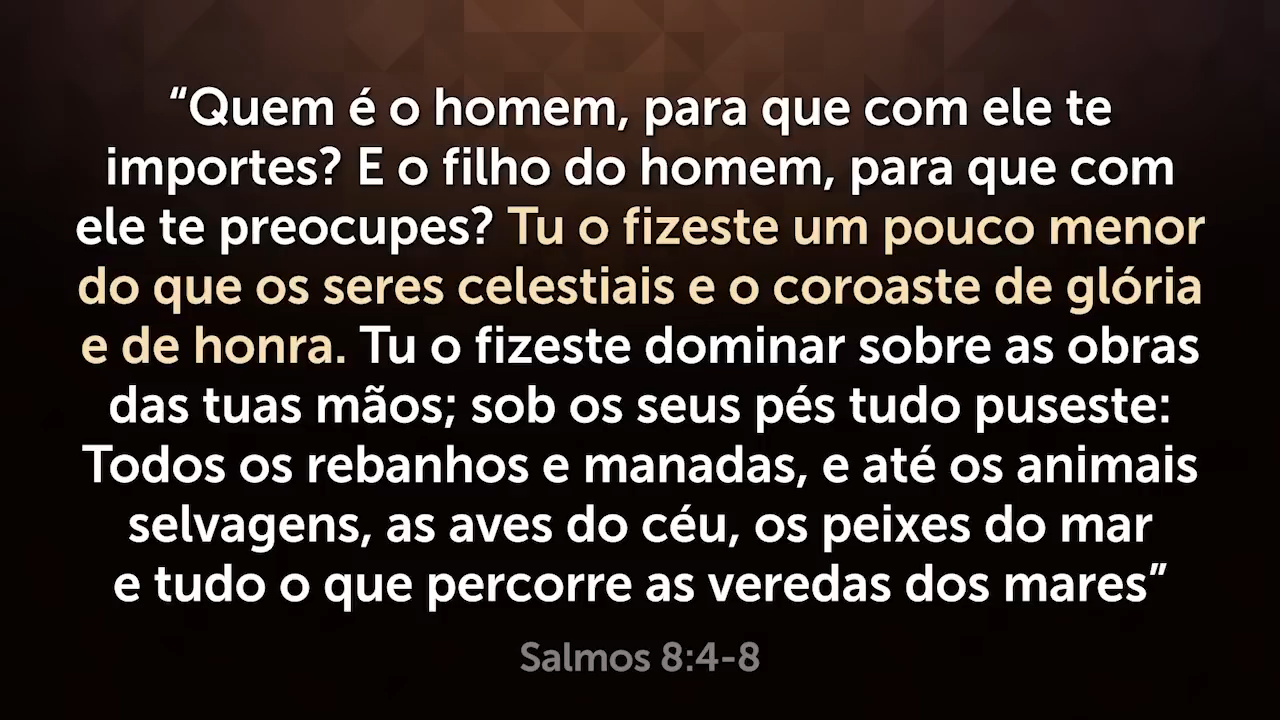 “Quem é o homem, para que com ele te
importes? E o filho do homem, para que com
ele te preocupes? Tu o fizeste um pouco menor
do que os seres celestiais e o coroaste de glória
e de honra. Tu o fizeste dominar sobre as obras
das tuas mãos; sob os seus pés tudo puseste:
Todos os rebanhos e manadas, e até os animais
selvagens, as aves do céu, os peixes do mar
e tudo o que percorre as veredas dos mares”
Salmos 8:4-8